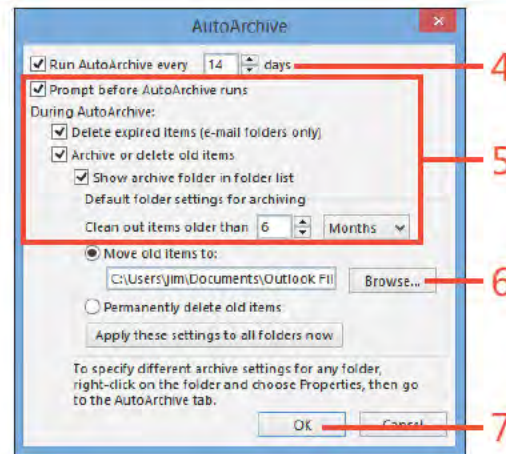 AutoArchive
Run AutoArchive every 14 days 4
Prompt before AutoArchive runs
During AutoArchive:
Delete expired items (e-mail folders only)
Archive or delete old items 5
Show archive folder in folder list
Default folder settings for archiving
Clean out items older than 6 Months
Move old items to:
C:\Users\Jim\Documents\Outlook Fil Browse... 6
Permanently delete old items
Apply these settings to all folders now
To specify different archive settings for any folder,
right-click on the folder and choose Properties, then go
to the AutoArchive tab.
OK Cancel 7